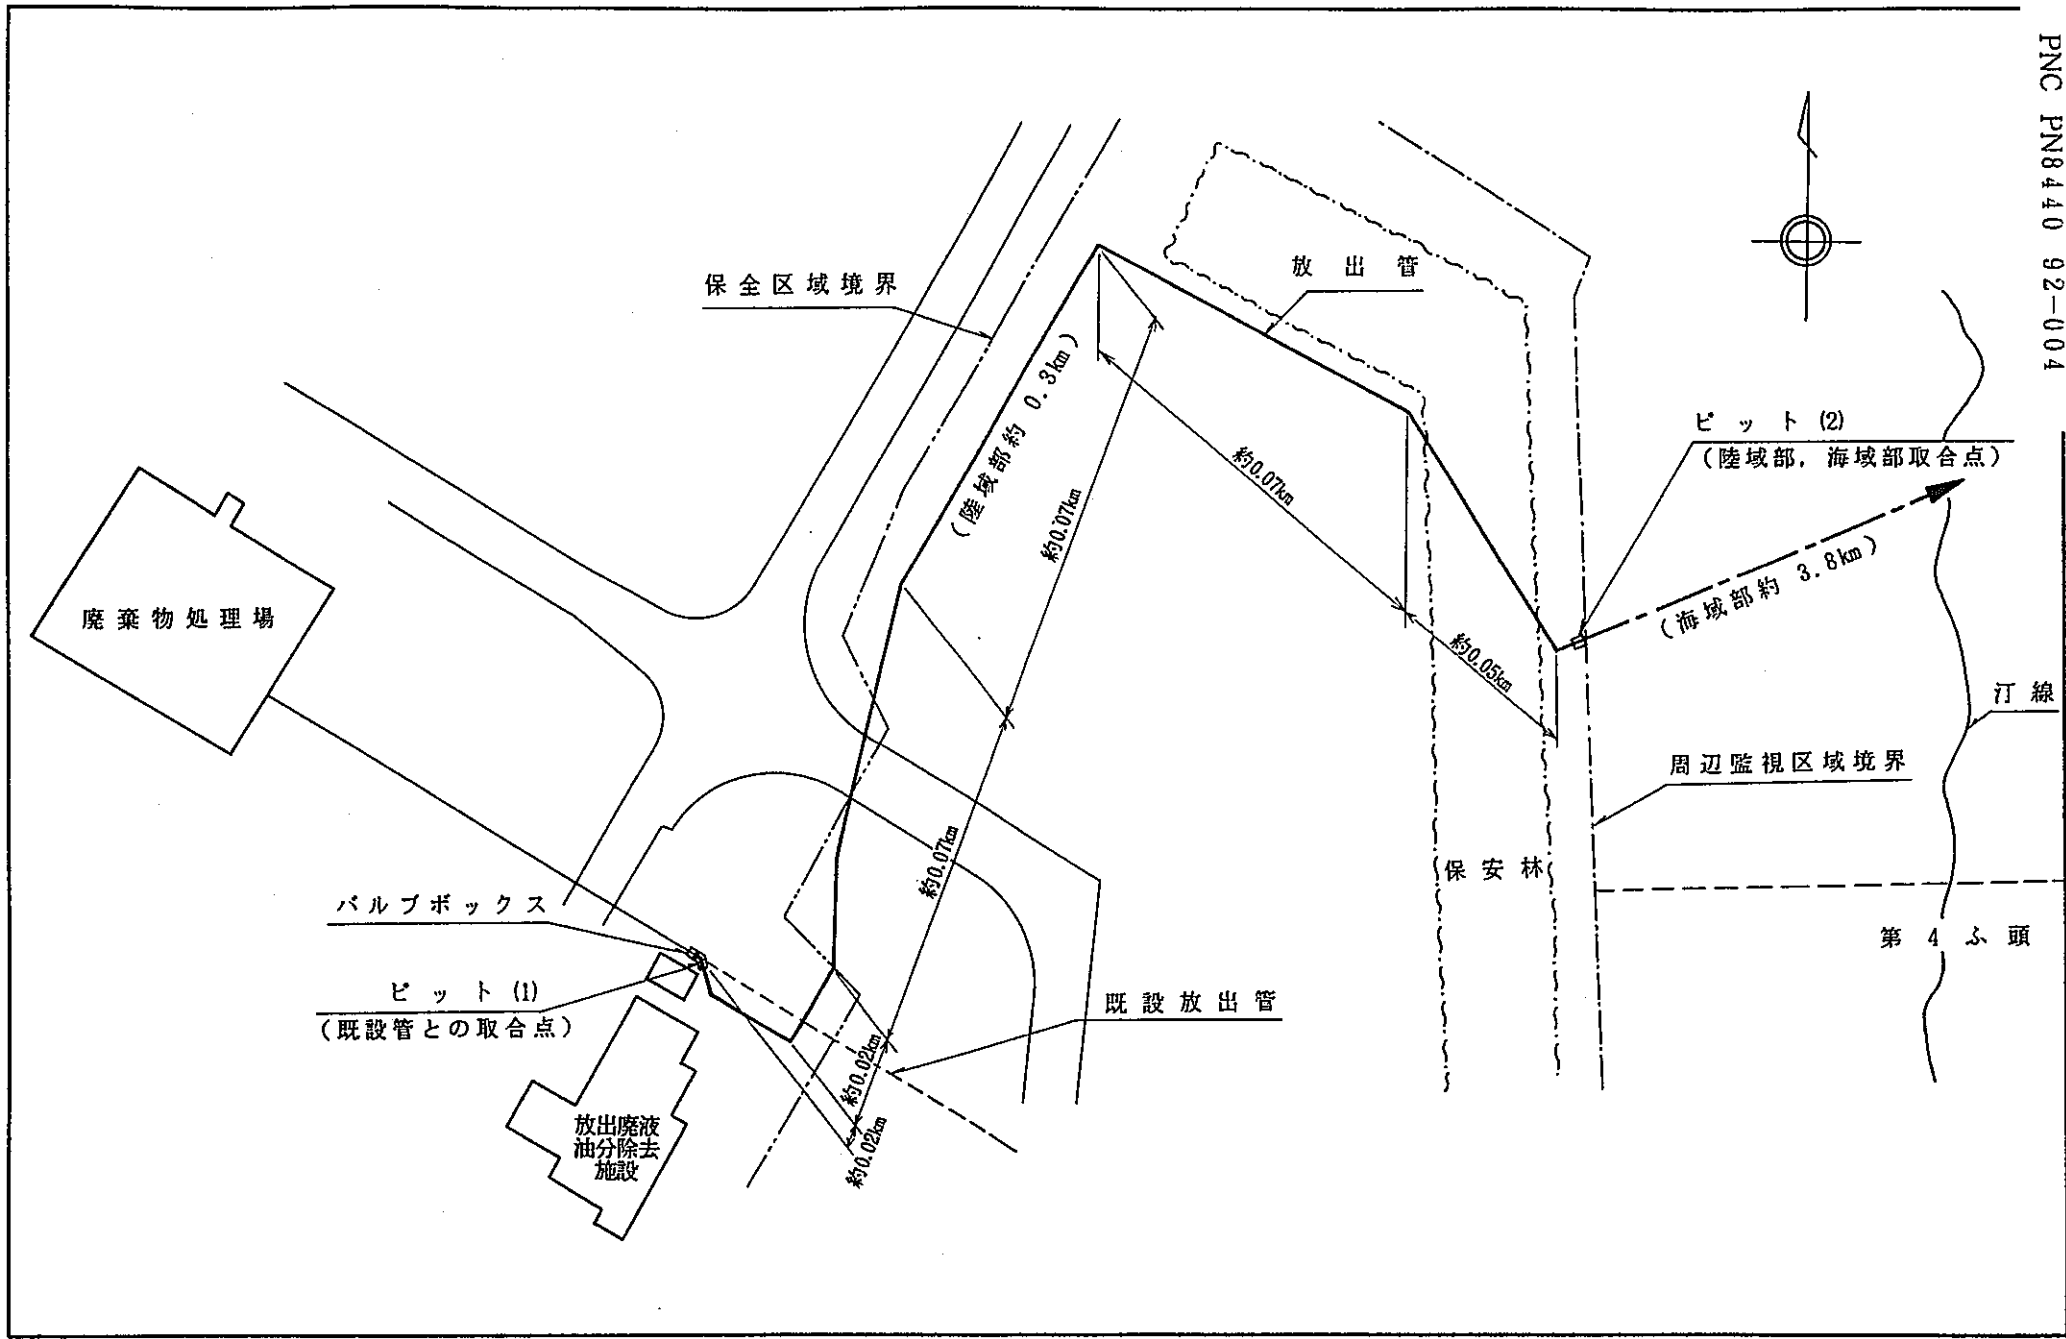 PNC PN8440 92-004
保全区域境界
放出管
(陸域部約 0.3km)
ピット (2)
(陸域部, 海域部取合点)
約0.07km
約0.07km
(海域部約 3.8km)
廃棄物処理場
約0.05km
汀線
周辺監視区域境界
約0.07km
保安林
バルブボックス
第4ふ頭
ピット (1)
(既設管との取合点)
既設放出管
約0.02km
約0.02km
放出廃液
油分除去
施設